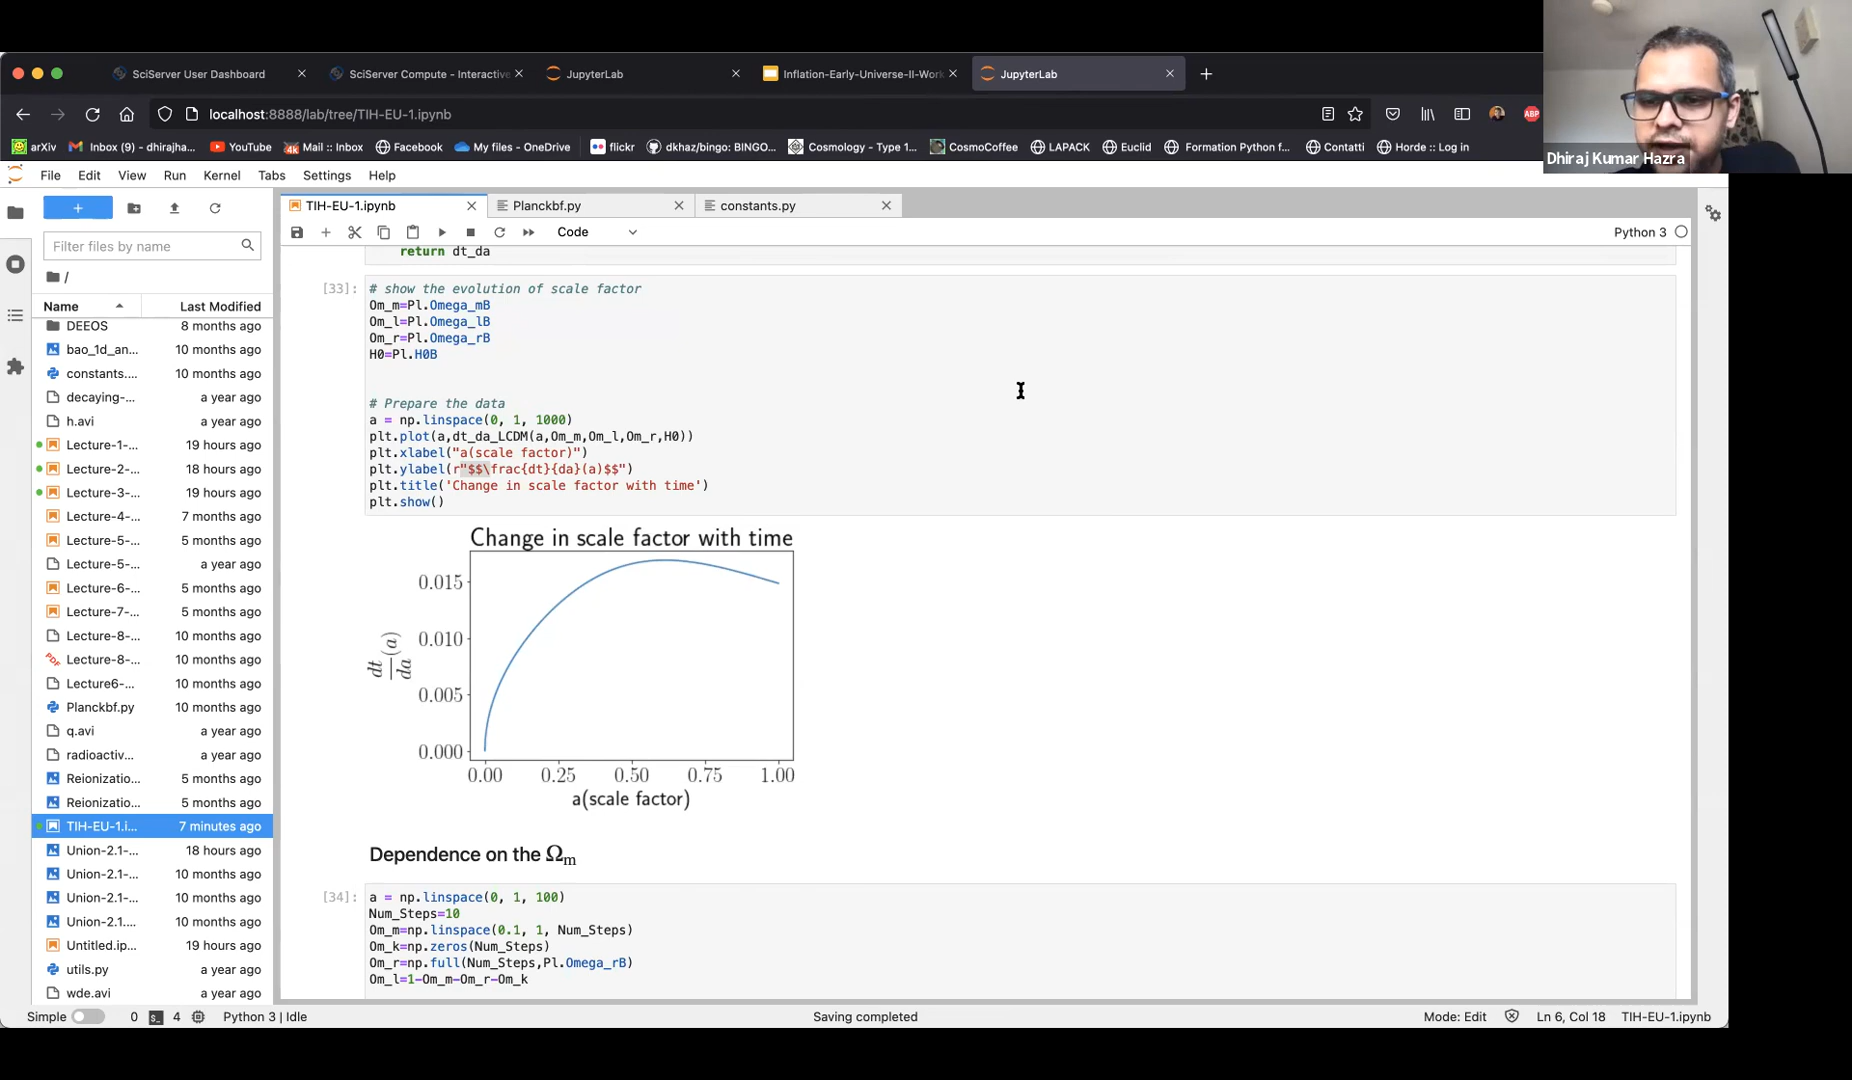 SciServer User Dashboard
SciServer Compute - Interactive
JupyterLab
Inflation-Early-Universe-II-Work
JupyterLab
localhost:8888/lab/tree/TIH-EU-1.ipynb
ABP
arXiv
Inbox (9) - dhirajha...
YouTube
4k Mail :: Inbox
Facebook
My files - OneDrive
flickr
dkhaz/bingo: BINGO...
Cosmology - Type 1...
CosmoCoffee
LAPACK
Euclid
Formation Python f...
Contatti
Horde :: Log in
Dhiraj Kumar Hazra
File Edit View Run Kernel Tabs Settings Help
TIH-EU-1.ipynb
Planckbf.py
constants.py
Filter files by name
Code
Python 3
/
Name Last Modified
DEEOS 8 months ago
bao_1d_an... 10 months ago
constants.... 10 months ago
decaying-... a year ago
h.avi a year ago
Lecture-1-... 19 hours ago
Lecture-2-... 18 hours ago
Lecture-3-... 19 hours ago
Lecture-4-... 7 months ago
Lecture-5-... 5 months ago
Lecture-5-... a year ago
Lecture-6-... 5 months ago
Lecture-7-... 5 months ago
Lecture-8-... 10 months ago
Lecture-8-... 10 months ago
Lecture6-... 10 months ago
Planckbf.py 10 months ago
q.avi a year ago
radioactiv... a year ago
Reionizatio... 5 months ago
Reionizatio... 5 months ago
TIH-EU-1.i... 7 minutes ago
Union-2.1-... 18 hours ago
Union-2.1-... 10 months ago
Union-2.1-... 10 months ago
Union-2.1.... 10 months ago
Untitled.ip... 19 hours ago
utils.py a year ago
wde.avi a year ago
return dt_da
[33]: # show the evolution of scale factor
Om_m=Pl.Omega_mB
Om_l=Pl.Omega_lB
Om_r=Pl.Omega_rB
H0=Pl.H0B
# Prepare the data
a = np.linspace(0, 1, 1000)
plt.plot(a,dt_da_LCDM(a,Om_m,Om_l,Om_r,H0))
plt.xlabel("a(scale factor)")
plt.ylabel(r"$$\frac{dt}{da}(a)$$")
plt.title('Change in scale factor with time')
plt.show()
Change in scale factor with time
0.015
0.010
0.005
0.000
dt/da (a)
0.00 0.25 0.50 0.75 1.00
a(scale factor)
Dependence on the Ωm
[34]: a = np.linspace(0, 1, 100)
Num_Steps=10
Om_m=np.linspace(0.1, 1, Num_Steps)
Om_k=np.zeros(Num_Steps)
Om_r=np.full(Num_Steps,Pl.Omega_rB)
Om_l=1-Om_m-Om_r-Om_k
Simple 0 4 Python 3 | Idle Saving completed Mode: Edit Ln 6, Col 18 TIH-EU-1.ipynb